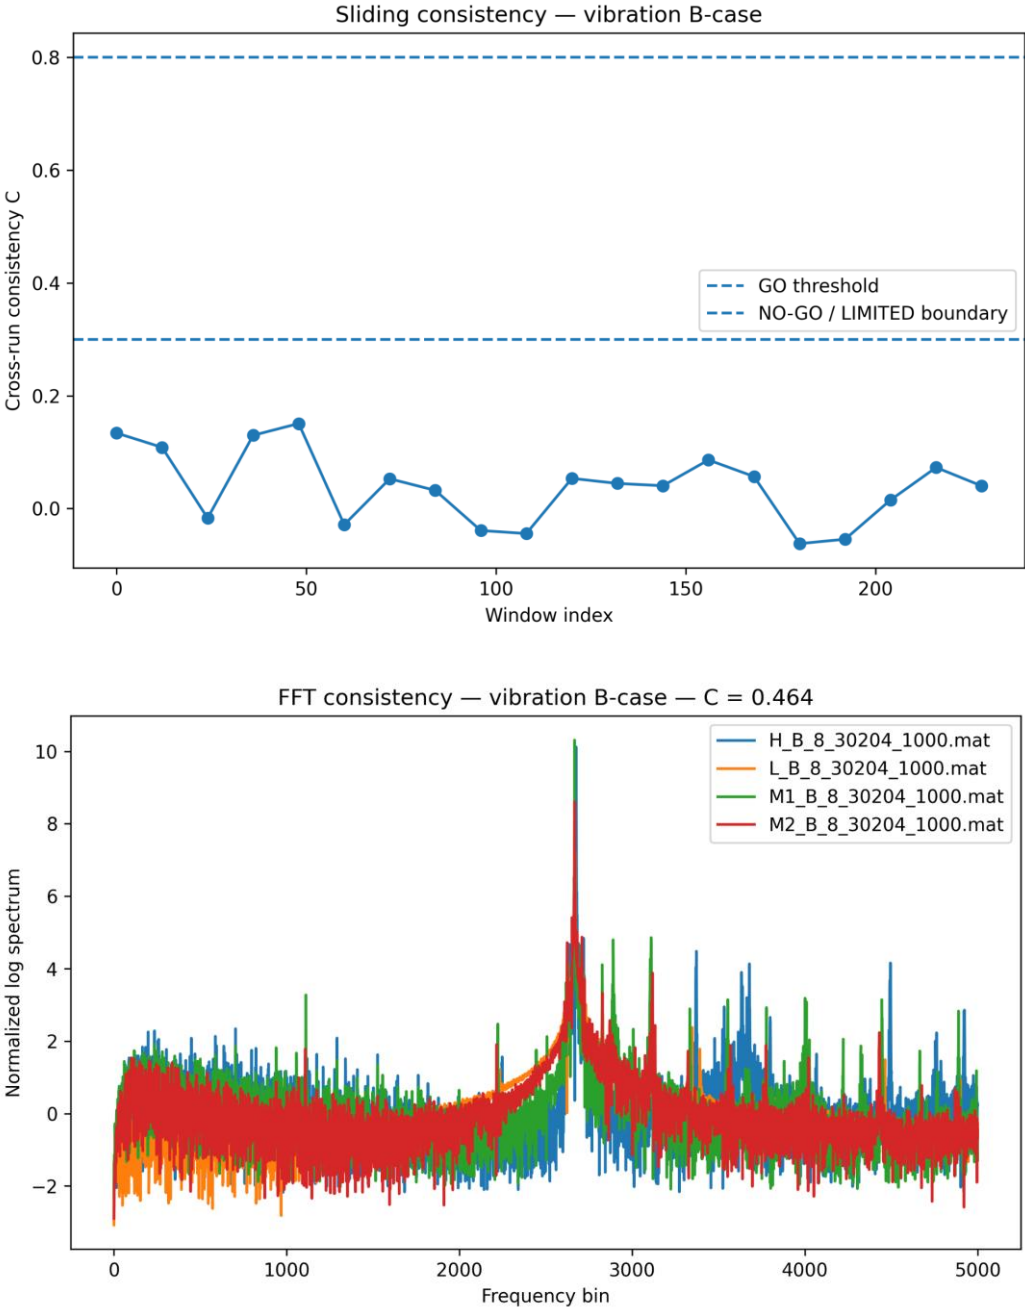 Sliding consistency — vibration B-case
0.8
0.6
0.4
0.2
0.0
Cross-run consistency C
GO threshold
NO-GO / LIMITED boundary
0 50 100 150 200
Window index
FFT consistency — vibration B-case — C = 0.464
10
8
6
4
2
0
−2
Normalized log spectrum
H_B_8_30204_1000.mat
L_B_8_30204_1000.mat
M1_B_8_30204_1000.mat
M2_B_8_30204_1000.mat
0 1000 2000 3000 4000 5000
Frequency bin